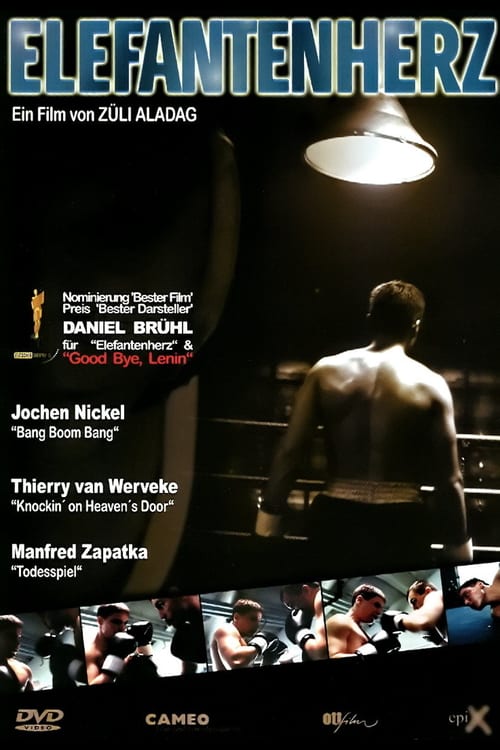 ELEFANTENHERZ
Ein Film von ZÜLI ALADAG
Nominierung 'Bester Film'
Preis 'Bester Darsteller'
DANIEL BRÜHL
für "Elefantenherz" &
"Good Bye, Lenin"
Jochen Nickel
"Bang Boom Bang"
Thierry van Werveke
"Knockin´ on Heaven´s Door"
Manfred Zapatka
"Todesspiel"
DVD
VIDEO
CAMEO
film
epiX